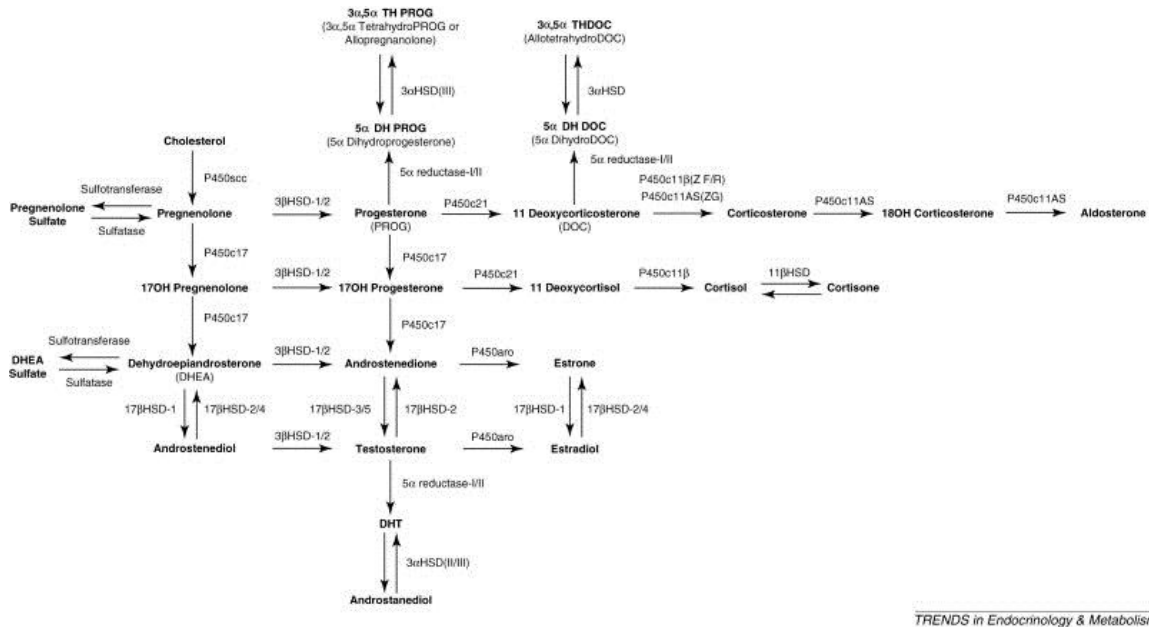 3α,5α TH PROG
(3α,5α TetrahydroPROG or
Allopregnanolone)
3α,5α THDOC
(AllotetrahydroDOC)
3αHSD(III)
3αHSD
5α DH PROG
(5α Dihydroprogesterone)
5α DH DOC
(5α DihydroDOC)
Cholesterol
P450scc
5α reductase-I/II
5α reductase-I/II
P450c11β(Z F/R)
P450c11AS(ZG)
Sulfotransferase
Pregnenolone
Sulfate
Sulfatase
Pregnenolone
3βHSD-1/2
Progesterone
(PROG)
P450c21
11 Deoxycorticosterone
(DOC)
Corticosterone
P450c11AS
18OH Corticosterone
P450c11AS
Aldosterone
P450c17
P450c17
17OH Pregnenolone
3βHSD-1/2
17OH Progesterone
P450c21
11 Deoxycortisol
P450c11β
Cortisol
11βHSD
Cortisone
P450c17
P450c17
Sulfotransferase
DHEA
Sulfate
Sulfatase
Dehydroepiandrosterone
(DHEA)
3βHSD-1/2
Androstenedione
P450aro
Estrone
17βHSD-1
17βHSD-2/4
17βHSD-3/5
17βHSD-2
17βHSD-1
17βHSD-2/4
Androstenediol
3βHSD-1/2
Testosterone
P450aro
Estradiol
5α reductase-I/II
DHT
3αHSD(II/III)
Androstanediol
TRENDS in Endocrinology & Metabolism